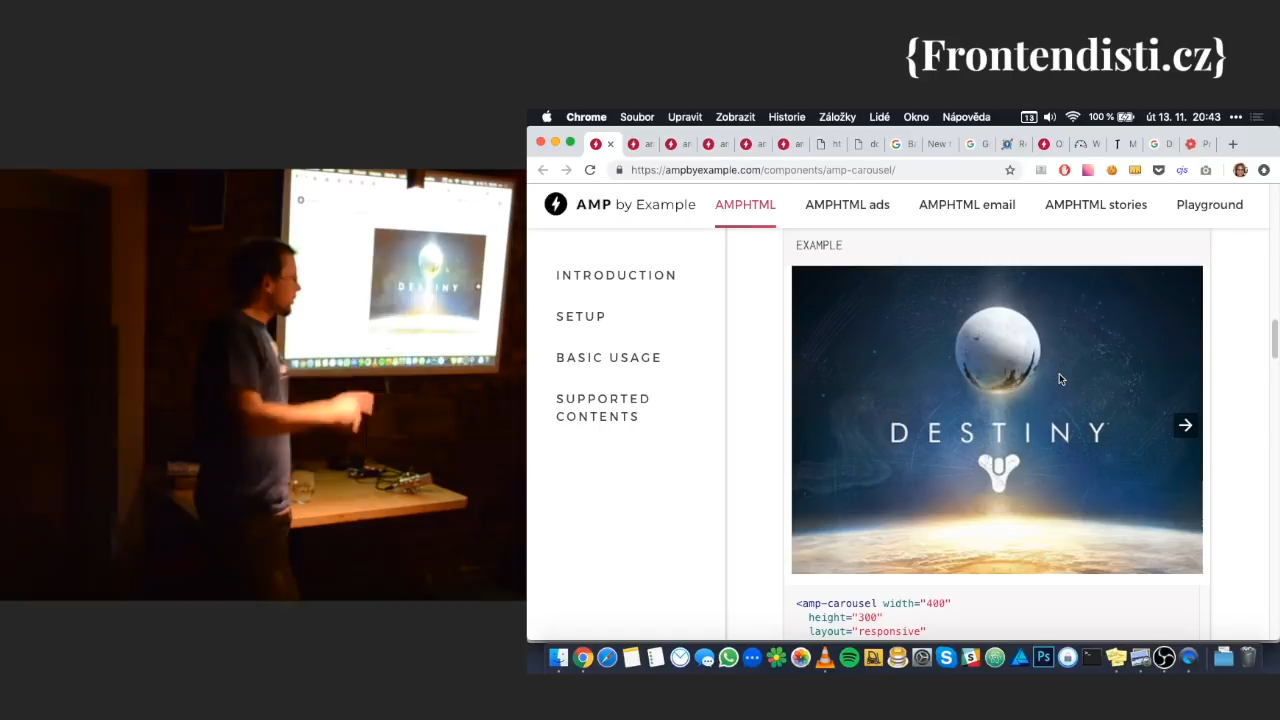 {Frontendisti.cz}
Chrome Soubor Upravit Zobrazit Historie Záložky Lidé Okno Nápověda 13 100 % út 13. 11. 20:43
https://ampbyexample.com/components/amp-carousel/
AMP by Example AMPHTML AMPHTML ads AMPHTML email AMPHTML stories Playground
INTRODUCTION
SETUP
BASIC USAGE
SUPPORTED
CONTENTS
EXAMPLE
DESTINY
<amp-carousel width="400"
height="300"
layout="responsive"
DESTINY